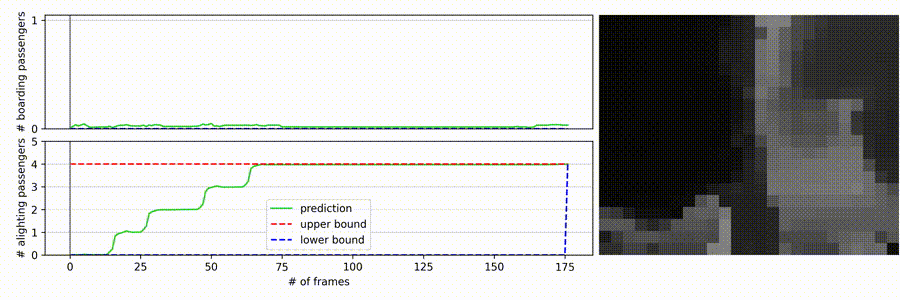 # boarding passengers
1
0
# alighting passengers
5
4
3
2
1
0
prediction
upper bound
lower bound
0 25 50 75 100 125 150 175
# of frames